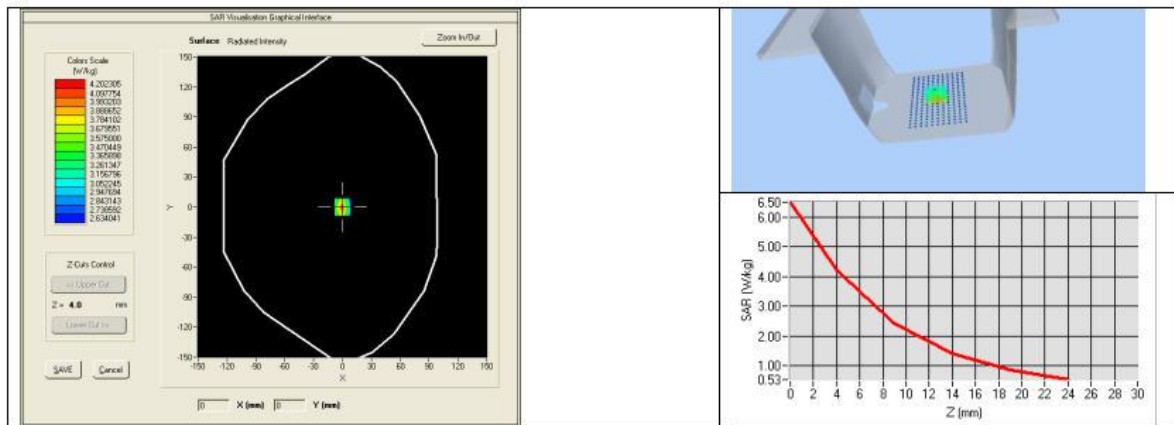 SAR Visualisation Graphical Interface
Surface Radiated Intensity
Zoom In/Out
Colors Scale
(W/kg)
4.202305
4.097754
3.993203
3.888652
3.784102
3.679551
3.575000
3.470449
3.365898
3.261347
3.156796
3.052245
2.947694
2.843143
2.738592
2.634041
Z-Cuts Control
<< Upper Cut
Z = 4.0 mm
Lower Cut >>
SAVE Cancel
150
120
90
60
30
0
-30
-60
-90
-120
-150
Y
-150 -120 -90 -60 -30 0 30 60 90 120 150
X
0 X (mm) 0 Y (mm)
6.50
6.00
5.00
4.00
3.00
2.00
1.00
0.53
SAR (W/kg)
0 2 4 6 8 10 12 14 16 18 20 22 24 26 28 30
Z (mm)